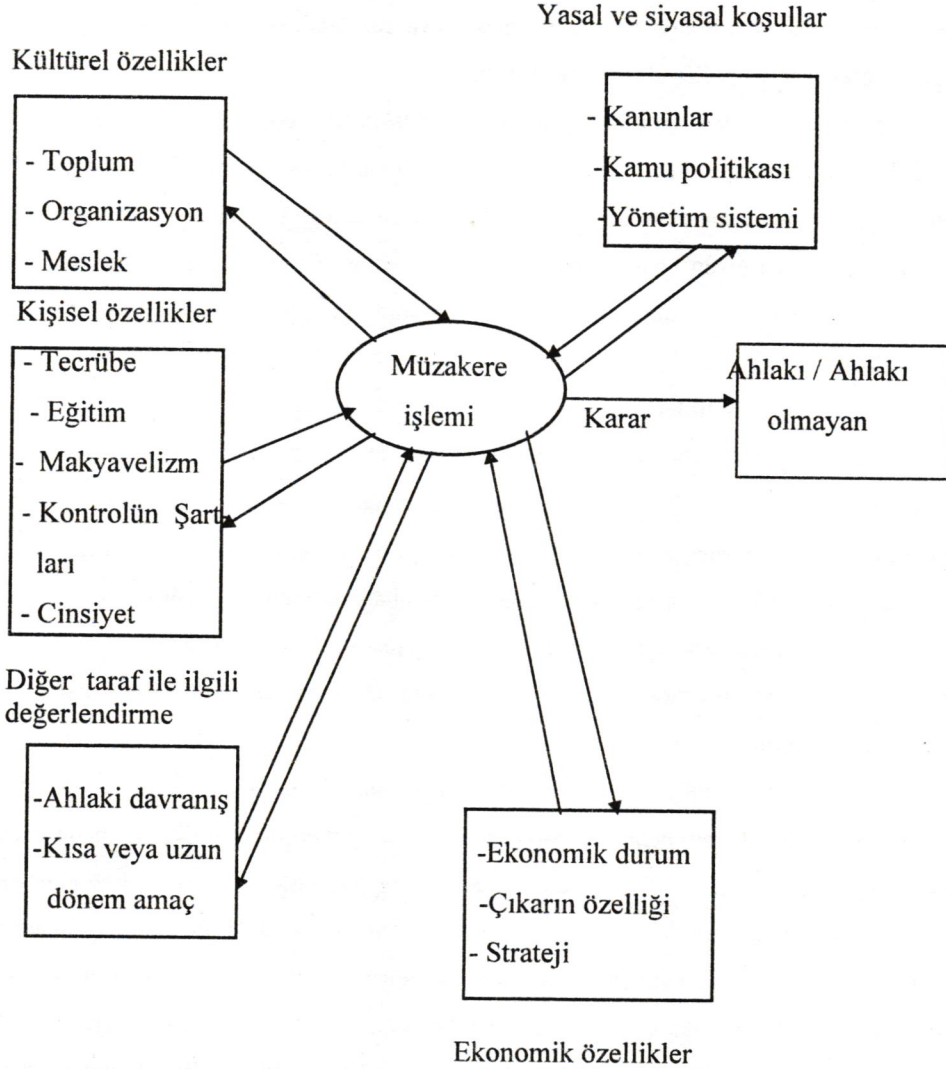 Yasal ve siyasal koşullar
Kültürel özellikler
- Toplum
- Organizasyon
- Meslek
- Kanunlar
-Kamu politikası
-Yönetim sistemi
Kişisel özellikler
- Tecrübe
- Eğitim
- Makyavelizm
- Kontrolün Şart
ları
- Cinsiyet
Müzakere
işlemi
Karar
Ahlakı / Ahlakı
olmayan
Diğer taraf ile ilgili
değerlendirme
-Ahlaki davranış
-Kısa veya uzun
dönem amaç
-Ekonomik durum
-Çıkarın özelliği
- Strateji
Ekonomik özellikler